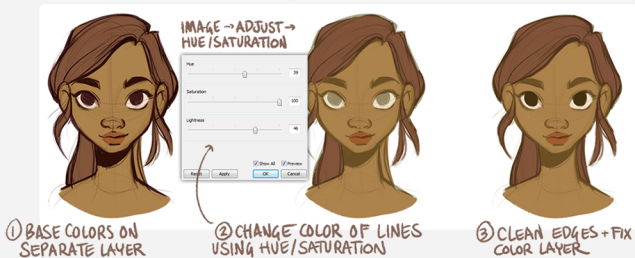 IMAGE → ADJUST →
HUE/SATURATION
Hue
39
Saturation
100
Lightness
46
Show All
Preview
Reset
Apply
OK
Cancel
① BASE COLORS ON
SEPARATE LAYER
② CHANGE COLOR OF LINES
USING HUE/SATURATION
③ CLEAN EDGES + FIX
COLOR LAYER